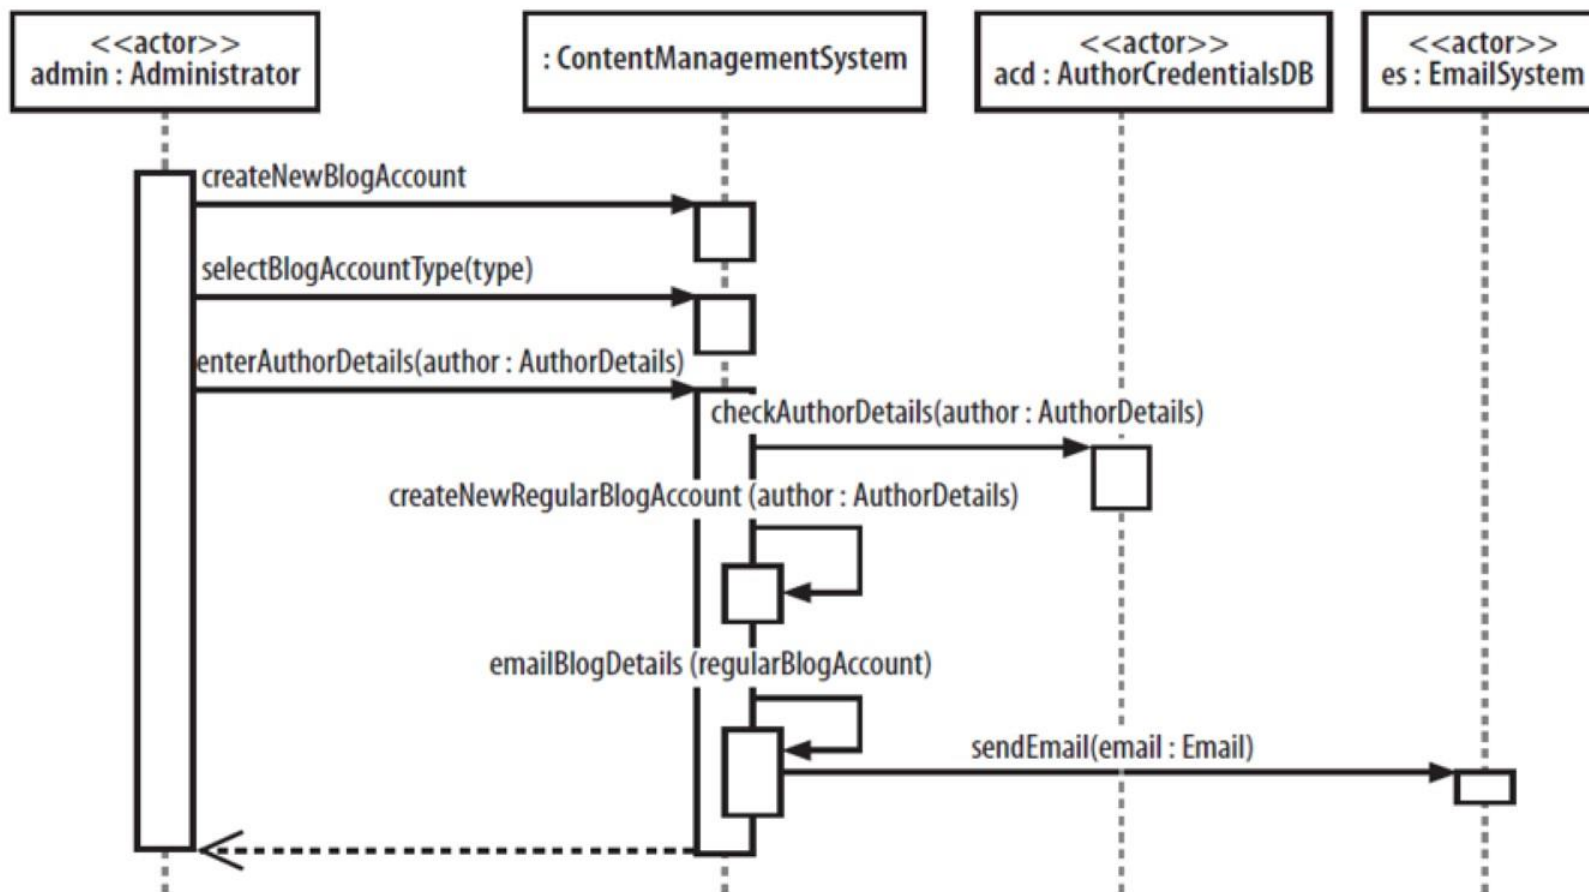 <<actor>>
admin : Administrator
: ContentManagementSystem
<<actor>>
acd : AuthorCredentialsDB
<<actor>>
es : EmailSystem
createNewBlogAccount
selectBlogAccountType(type)
enterAuthorDetails(author : AuthorDetails)
checkAuthorDetails(author : AuthorDetails)
createNewRegularBlogAccount (author : AuthorDetails)
emailBlogDetails (regularBlogAccount)
sendEmail(email : Email)